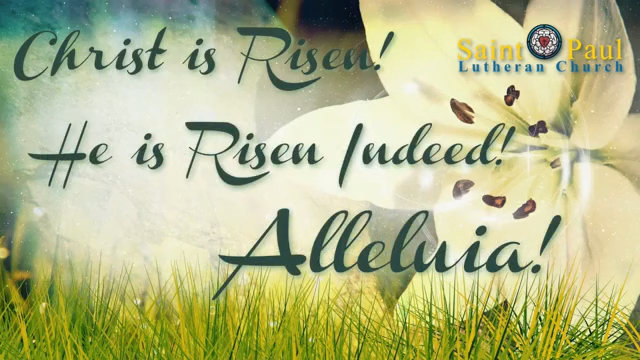 Christ is Risen!
Saint Paul
Lutheran Church
He is Risen Indeed!
Alleluia!